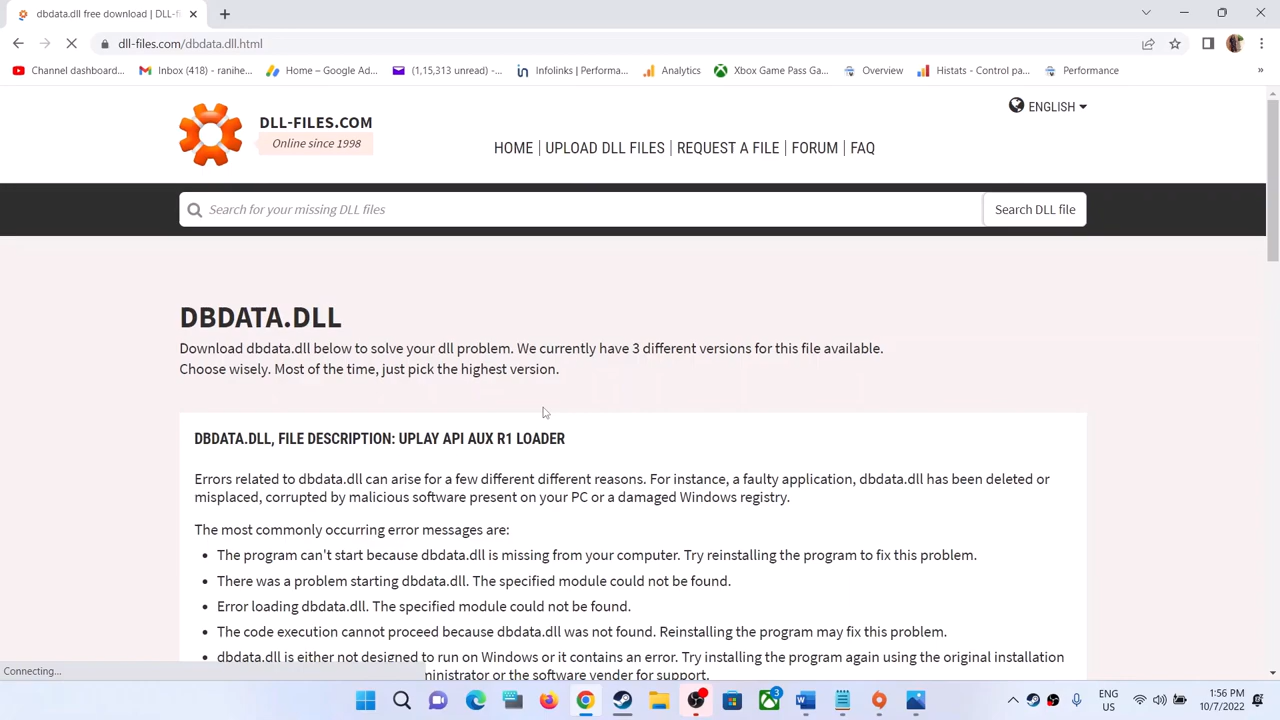 dbdata.dll free download | DLL-f
dll-files.com/dbdata.dll.html
Channel dashboard... Inbox (418) - ranihe... Home – Google Ad... (1,15,313 unread) -... Infolinks | Performa... Analytics Xbox Game Pass Ga... Overview Histats - Control pa... Performance »
DLL-FILES.COM
Online since 1998
ENGLISH
HOME | UPLOAD DLL FILES | REQUEST A FILE | FORUM | FAQ
Search for your missing DLL files
Search DLL file
DBDATA.DLL
Download dbdata.dll below to solve your dll problem. We currently have 3 different versions for this file available.
Choose wisely. Most of the time, just pick the highest version.
DBDATA.DLL, FILE DESCRIPTION: UPLAY API AUX R1 LOADER
Errors related to dbdata.dll can arise for a few different different reasons. For instance, a faulty application, dbdata.dll has been deleted or
misplaced, corrupted by malicious software present on your PC or a damaged Windows registry.
The most commonly occurring error messages are:
• The program can't start because dbdata.dll is missing from your computer. Try reinstalling the program to fix this problem.
• There was a problem starting dbdata.dll. The specified module could not be found.
• Error loading dbdata.dll. The specified module could not be found.
• The code execution cannot proceed because dbdata.dll was not found. Reinstalling the program may fix this problem.
• dbdata.dll is either not designed to run on Windows or it contains an error. Try installing the program again using the original installation
ninistrator or the software vender for support.
Connecting...
3
ENG
US
1:56 PM
10/7/2022